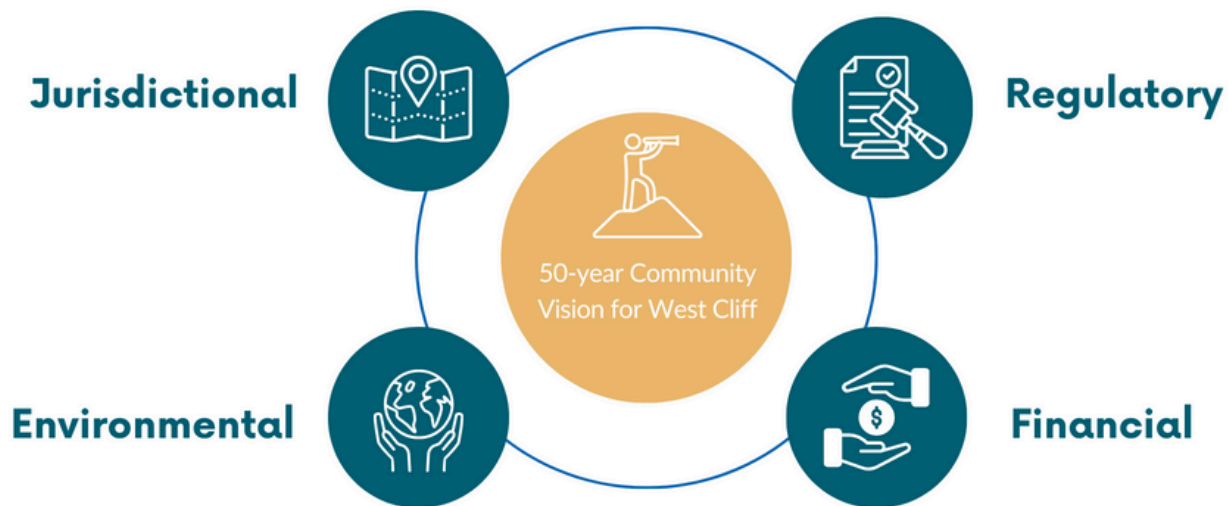 Jurisdictional
Regulatory
50-year Community
Vision for West Cliff
$
Environmental
Financial